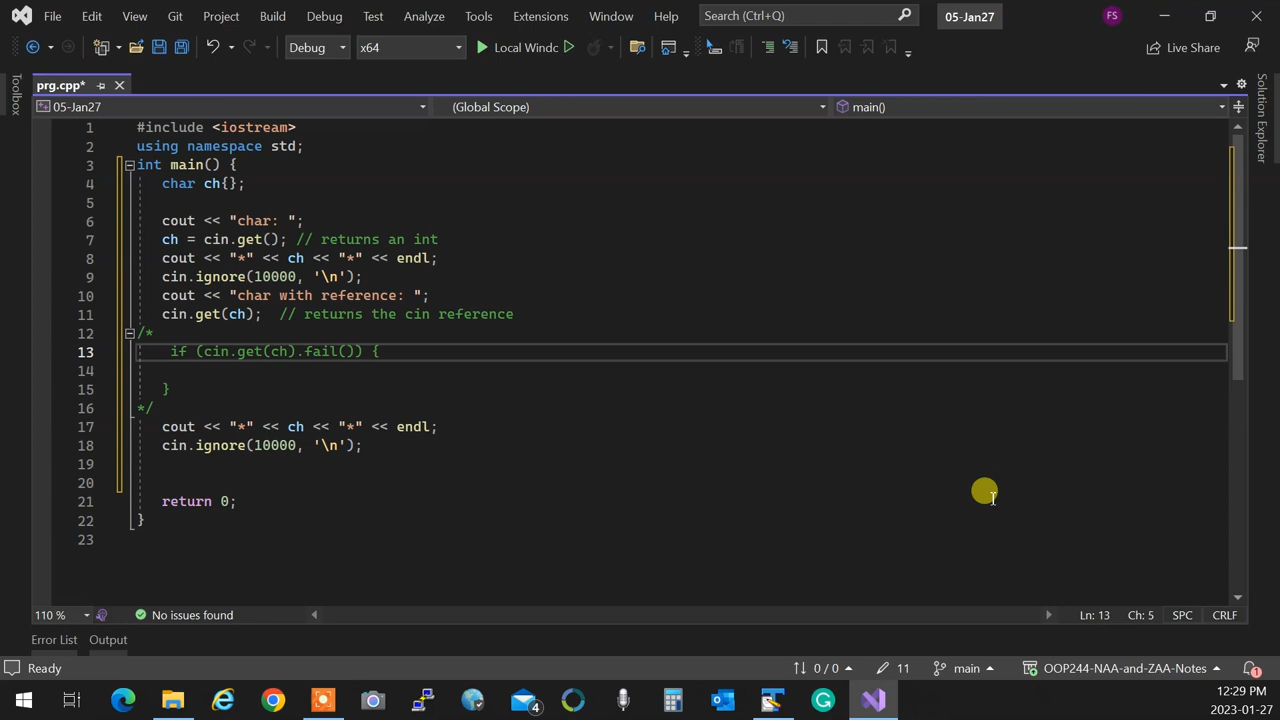 File Edit View Git Project Build Debug Test Analyze Tools Extensions Window Help Search (Ctrl+Q) 05-Jan27 FS
Debug x64 Local Windc Live Share
Toolbox
prg.cpp*
Solution Explorer
05-Jan27 (Global Scope) main()
1 #include <iostream>
2 using namespace std;
3 int main() {
4 char ch{};
5
6 cout << "char: ";
7 ch = cin.get(); // returns an int
8 cout << "*" << ch << "*" << endl;
9 cin.ignore(10000, '\n');
10 cout << "char with reference: ";
11 cin.get(ch); // returns the cin reference
12 /*
13 if (cin.get(ch).fail()) {
14
15 }
16 */
17 cout << "*" << ch << "*" << endl;
18 cin.ignore(10000, '\n');
19
20
21 return 0;
22 }
23
110 % No issues found Ln: 13 Ch: 5 SPC CRLF
Error List Output
Ready 0 / 0 11 main OOP244-NAA-and-ZAA-Notes 1
4
12:29 PM
2023-01-27